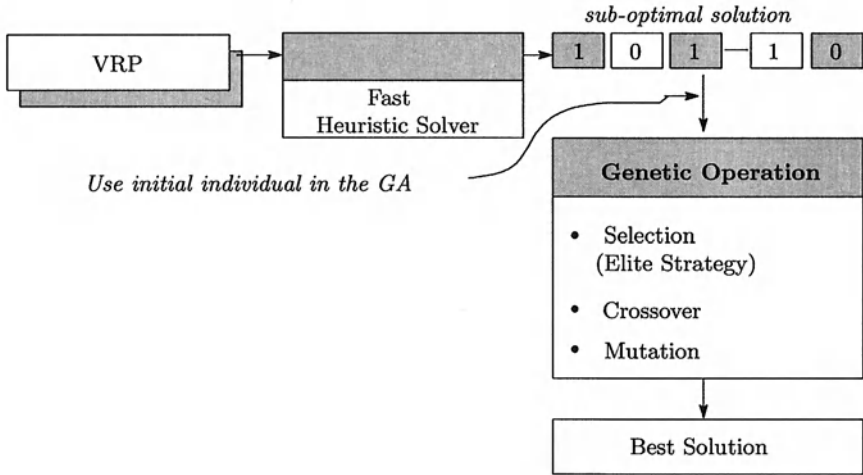 sub-optimal solution
VRP
1 0 1 1 0
Fast
Heuristic Solver
Use initial individual in the GA
Genetic Operation
• Selection
(Elite Strategy)
• Crossover
• Mutation
Best Solution